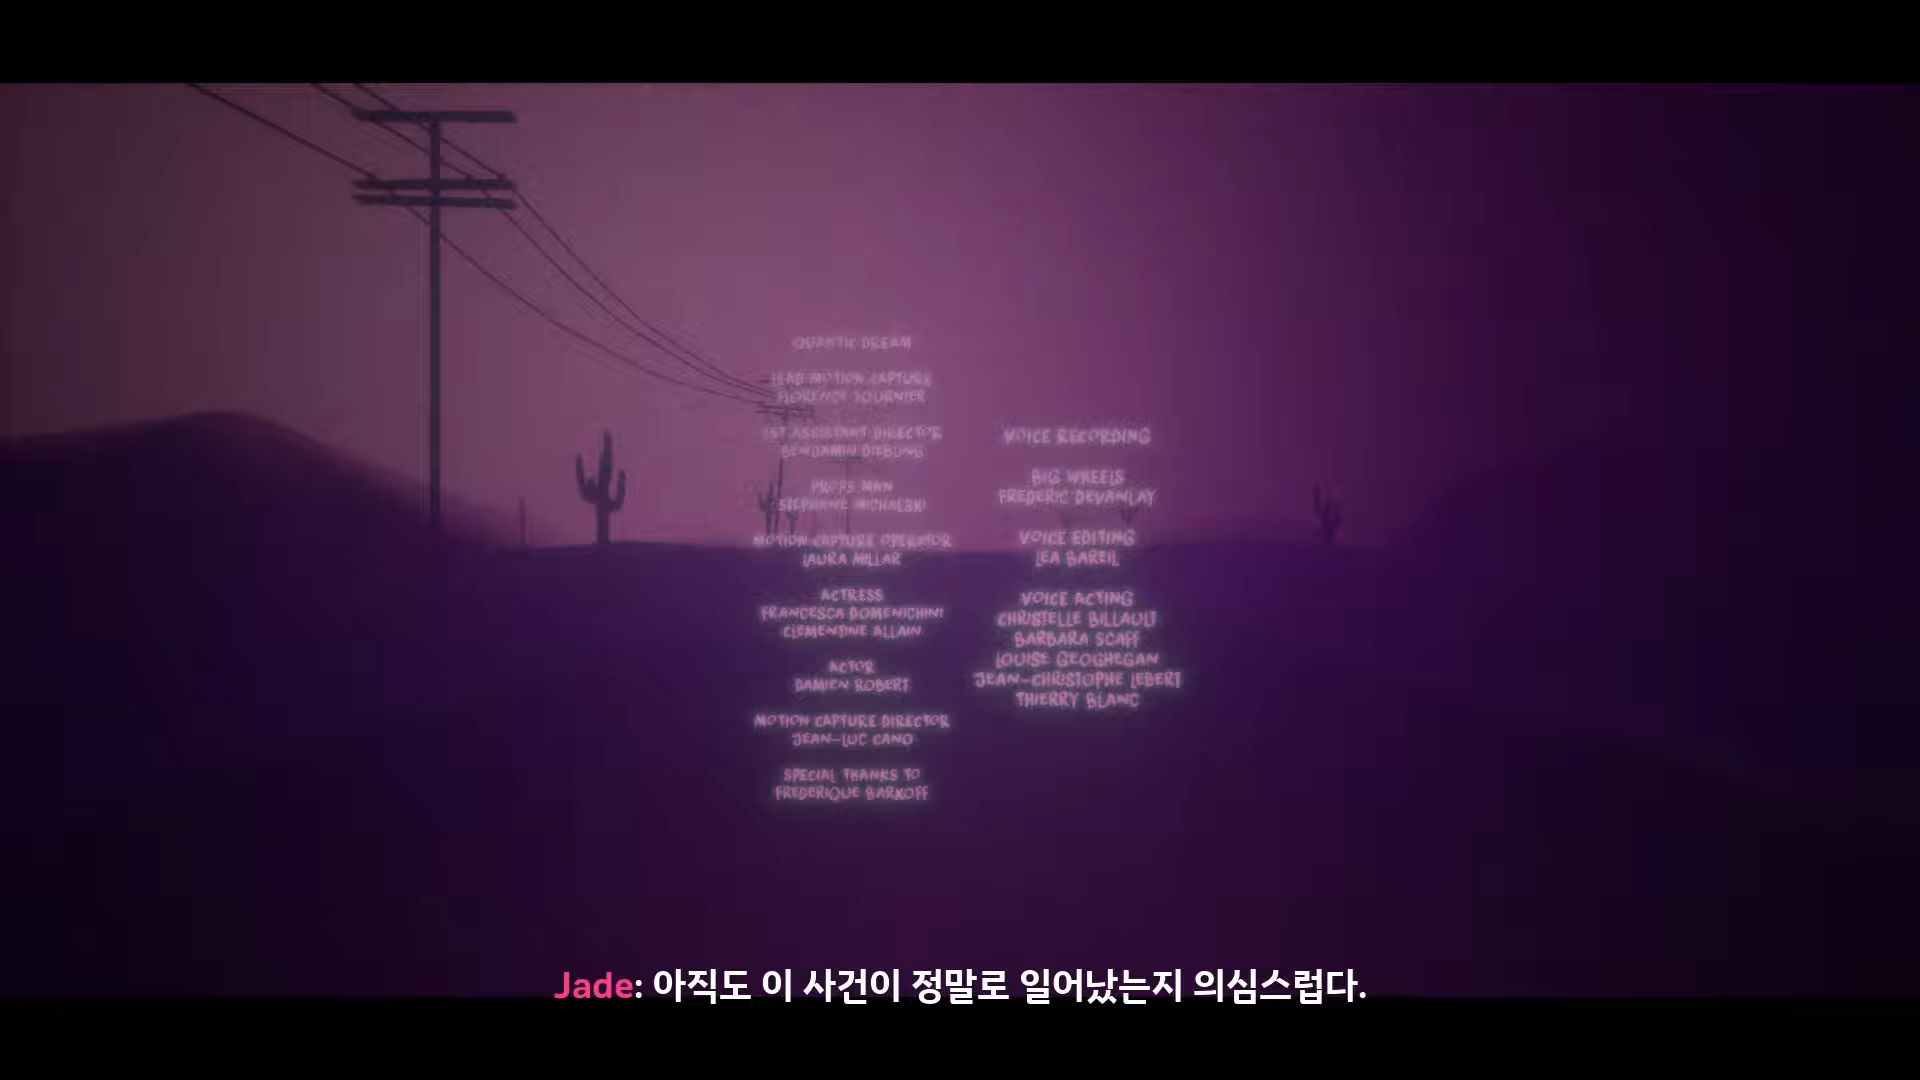 QUANTIC DREAM
LEAD MOTION CAPTURE
FLORENCE FOURNIER
1ST ASSISTANT DIRECTOR
BENDAMIN DIEBLING
PROPS MAN
STEPHANE MICHALSKI
MOTION CAPTURE OPERATOR
LAURA MILLAR
ACTRESS
FRANCESCA DOMENICHINI
CLEMENTINE ALLAIN
ACTOR
DAMIEN ROBERT
MOTION CAPTURE DIRECTOR
JEAN-LUC CANO
SPECIAL THANKS TO
FREDERIQUE BARKOFF
VOICE RECORDING
BIG WHEELS
FREDERIC DEVANLAY
VOICE EDITING
LEA BAREIL
VOICE ACTING
CHRISTELLE BILLAULT
BARBARA SCAFF
LOUISE GEOGHEGAN
JEAN-CHRISTOPHE LEBERT
THIERRY BLANC
Jade: 아직도 이 사건이 정말로 일어났는지 의심스럽다.